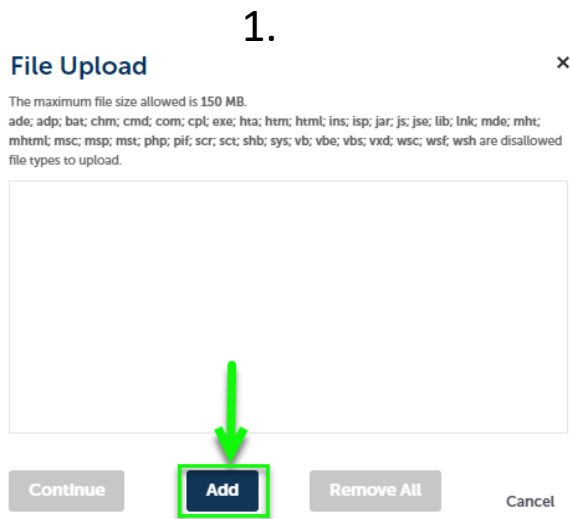 1.
File Upload
×
The maximum file size allowed is 150 MB.
ade; adp; bat; chm; cmd; com; cpl; exe; hta; htm; html; ins; isp; jar; js; jse; lib; lnk; mde; mht;
mhtml; msc; msp; mst; php; pif; scr; sct; shb; sys; vb; vbe; vbs; vxd; wsc; wsf; wsh are disallowed
file types to upload.
Continue Add Remove All Cancel